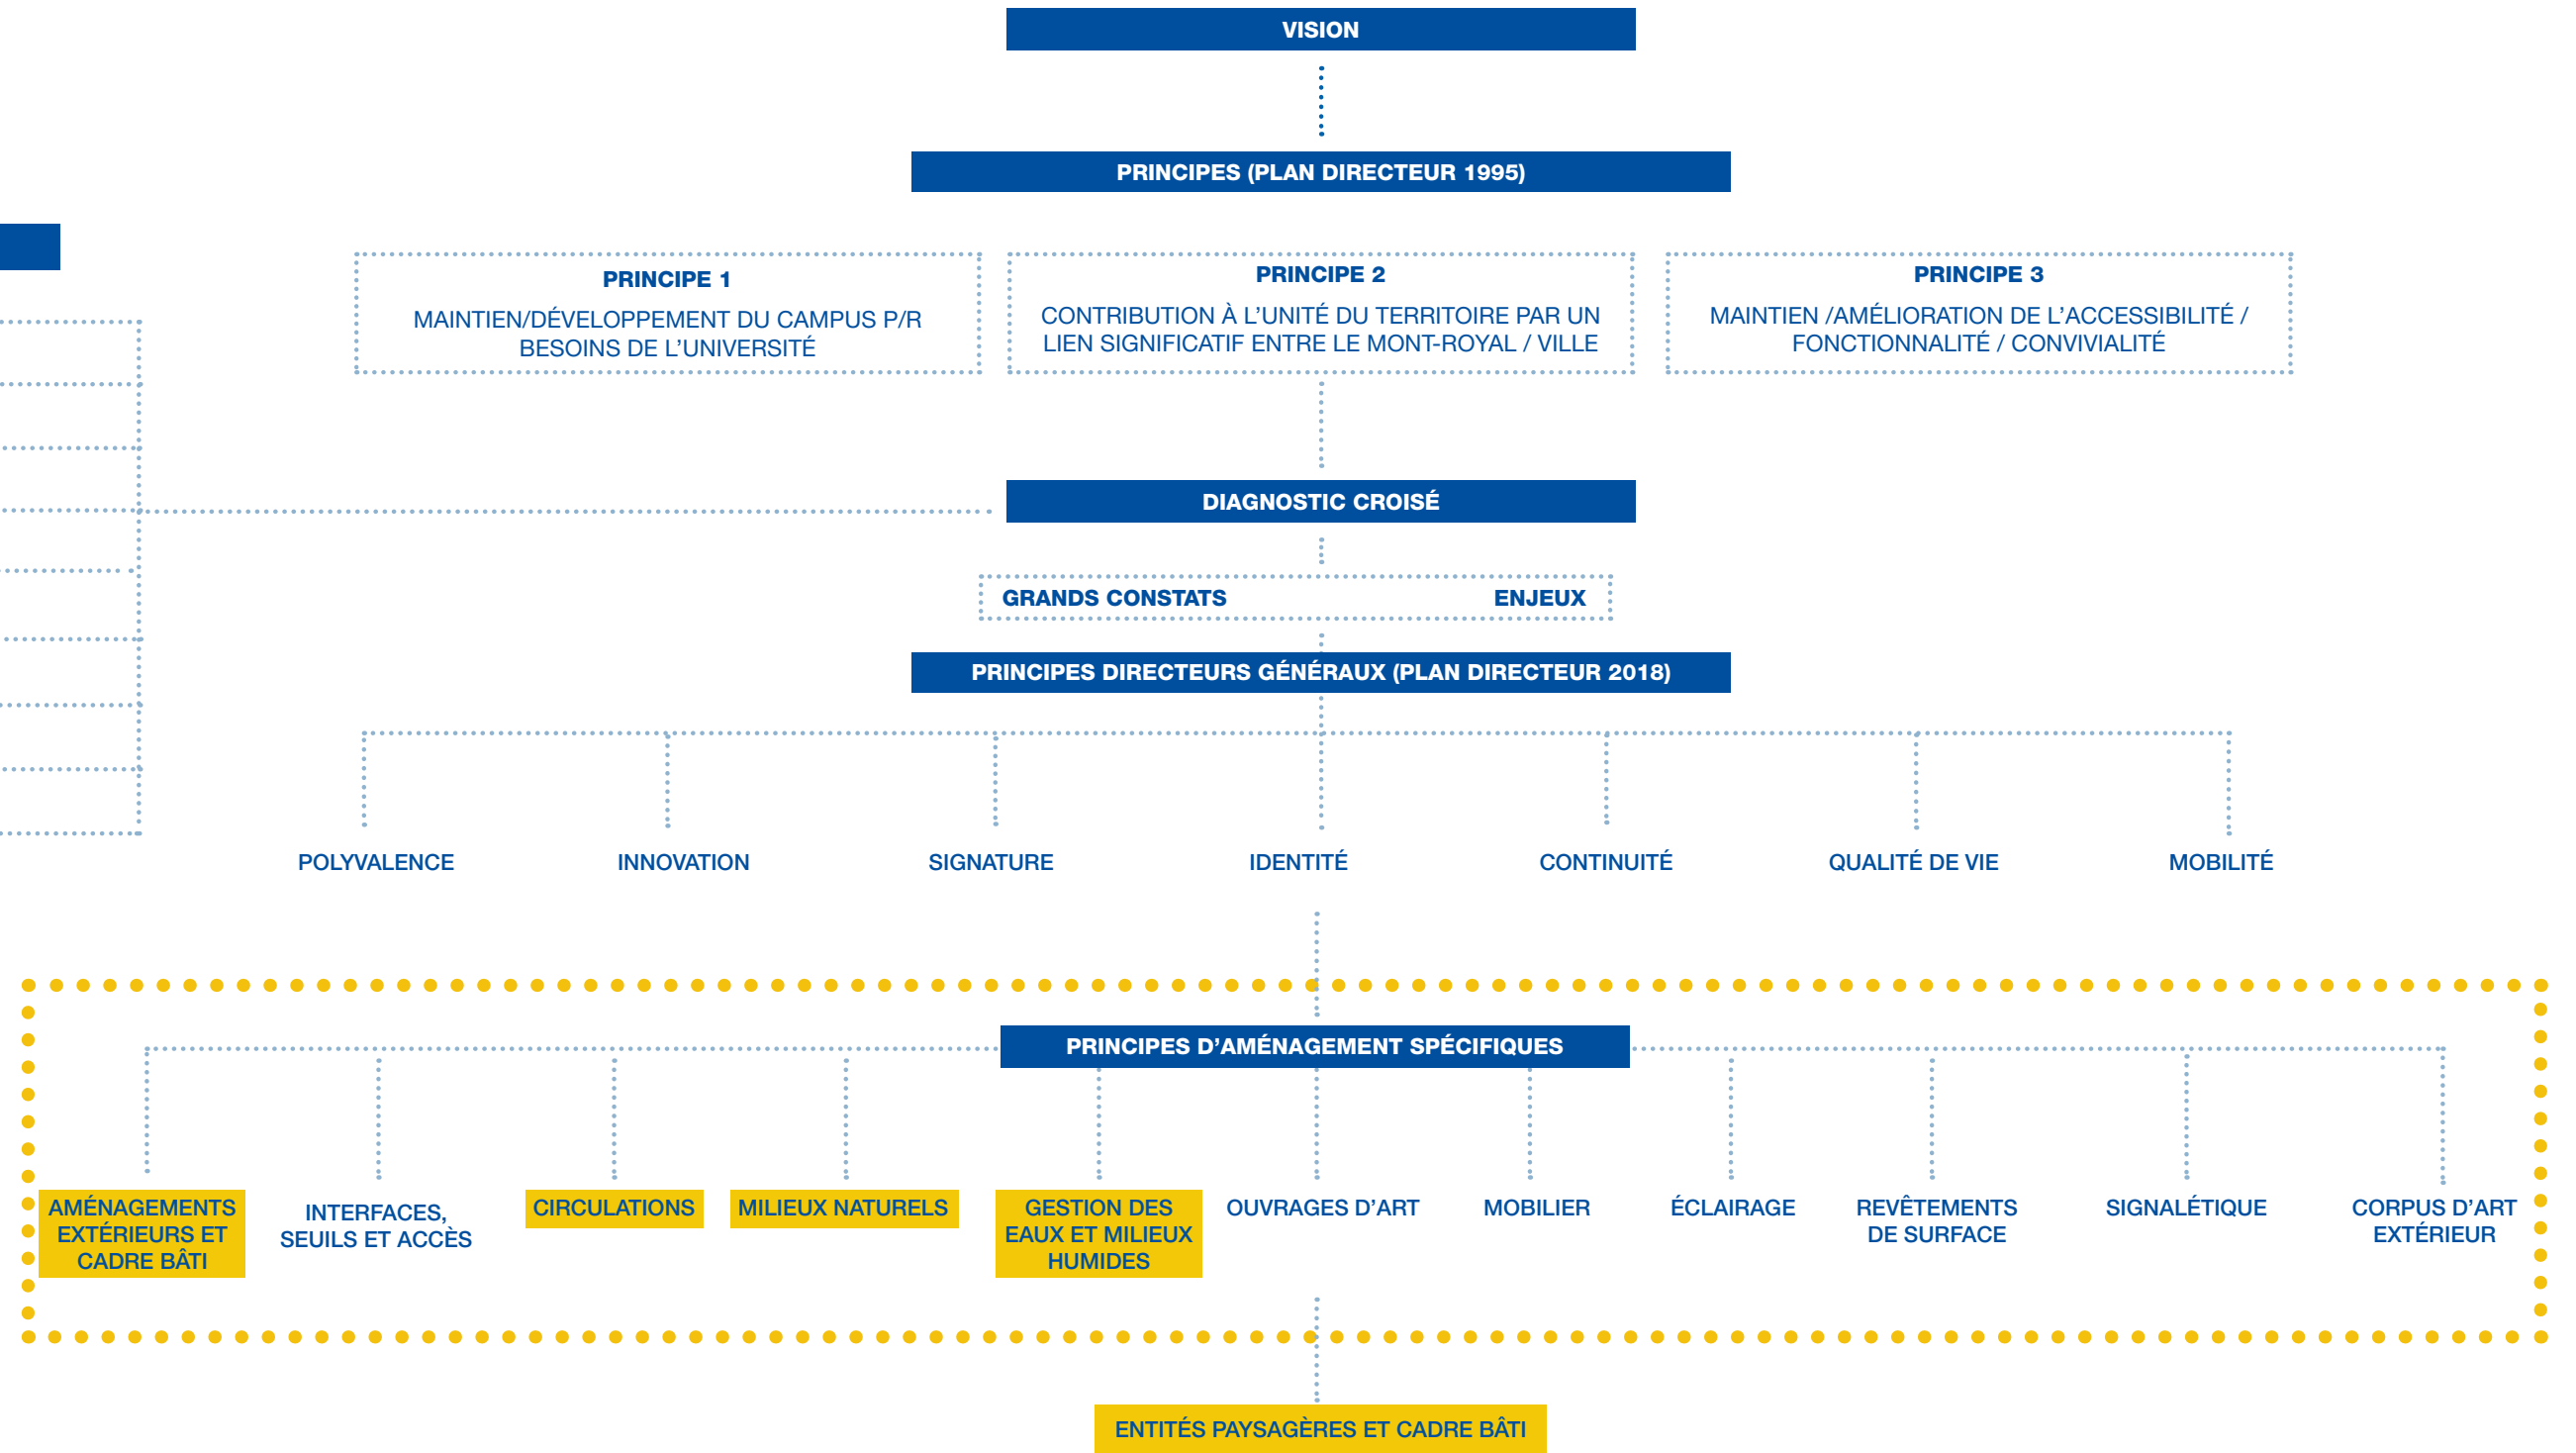 VISION
PRINCIPES (PLAN DIRECTEUR 1995)
PRINCIPE 1
MAINTIEN/DÉVELOPPEMENT DU CAMPUS P/R
BESOINS DE L’UNIVERSITÉ
PRINCIPE 2
CONTRIBUTION À L’UNITÉ DU TERRITOIRE PAR UN
LIEN SIGNIFICATIF ENTRE LE MONT-ROYAL / VILLE
PRINCIPE 3
MAINTIEN /AMÉLIORATION DE L’ACCESSIBILITÉ /
FONCTIONNALITÉ / CONVIVIALITÉ
DIAGNOSTIC CROISÉ
GRANDS CONSTATS
ENJEUX
PRINCIPES DIRECTEURS GÉNÉRAUX (PLAN DIRECTEUR 2018)
POLYVALENCE
INNOVATION
SIGNATURE
IDENTITÉ
CONTINUITÉ
QUALITÉ DE VIE
MOBILITÉ
PRINCIPES D’AMÉNAGEMENT SPÉCIFIQUES
AMÉNAGEMENTS
EXTÉRIEURS ET
CADRE BÂTI
INTERFACES,
SEUILS ET ACCÈS
CIRCULATIONS
MILIEUX NATURELS
GESTION DES
EAUX ET MILIEUX
HUMIDES
OUVRAGES D’ART
MOBILIER
ÉCLAIRAGE
REVÊTEMENTS
DE SURFACE
SIGNALÉTIQUE
CORPUS D’ART
EXTÉRIEUR
ENTITÉS PAYSAGÈRES ET CADRE BÂTI